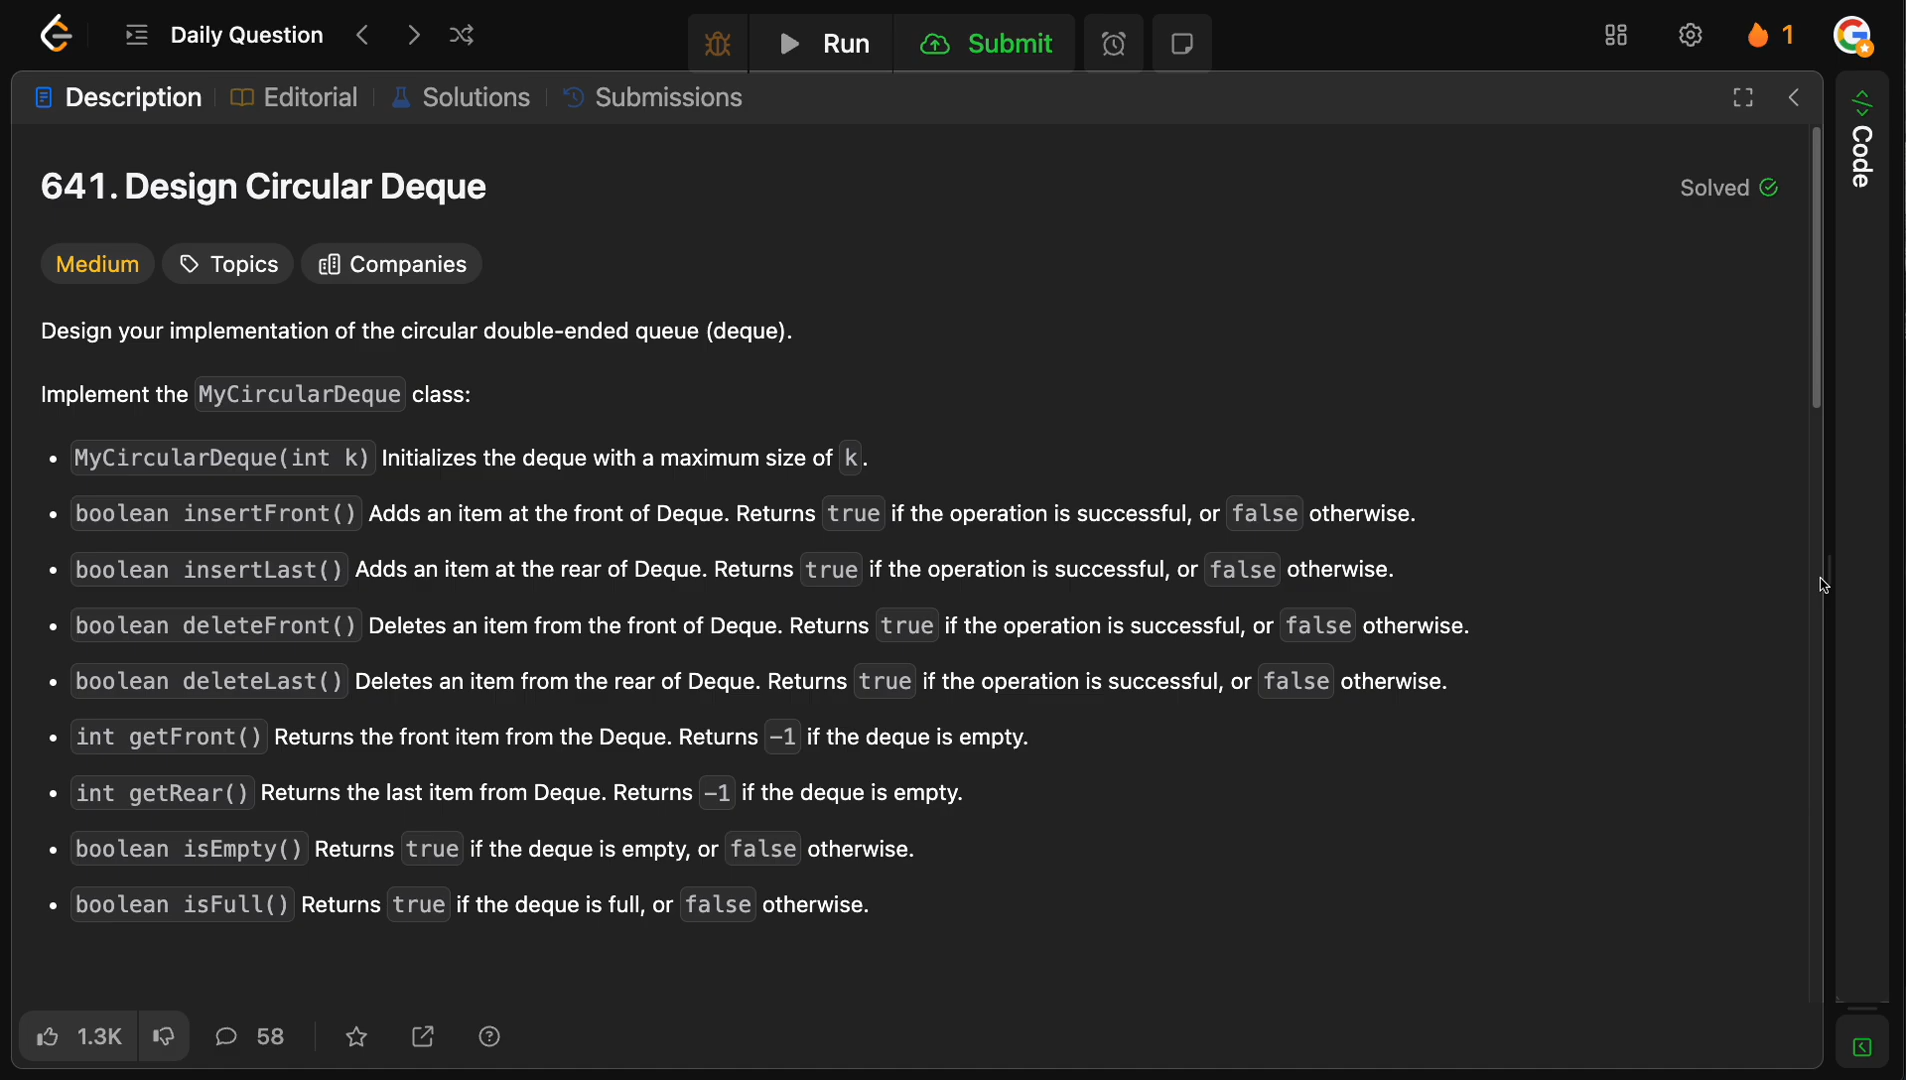 Daily Question
Run
Submit
1
Description
Editorial
Solutions
Submissions
Code
641. Design Circular Deque
Solved
Medium
Topics
Companies
Design your implementation of the circular double-ended queue (deque).
Implement the MyCircularDeque class:
• MyCircularDeque(int k) Initializes the deque with a maximum size of k.
• boolean insertFront() Adds an item at the front of Deque. Returns true if the operation is successful, or false otherwise.
• boolean insertLast() Adds an item at the rear of Deque. Returns true if the operation is successful, or false otherwise.
• boolean deleteFront() Deletes an item from the front of Deque. Returns true if the operation is successful, or false otherwise.
• boolean deleteLast() Deletes an item from the rear of Deque. Returns true if the operation is successful, or false otherwise.
• int getFront() Returns the front item from the Deque. Returns -1 if the deque is empty.
• int getRear() Returns the last item from Deque. Returns -1 if the deque is empty.
• boolean isEmpty() Returns true if the deque is empty, or false otherwise.
• boolean isFull() Returns true if the deque is full, or false otherwise.
1.3K
58